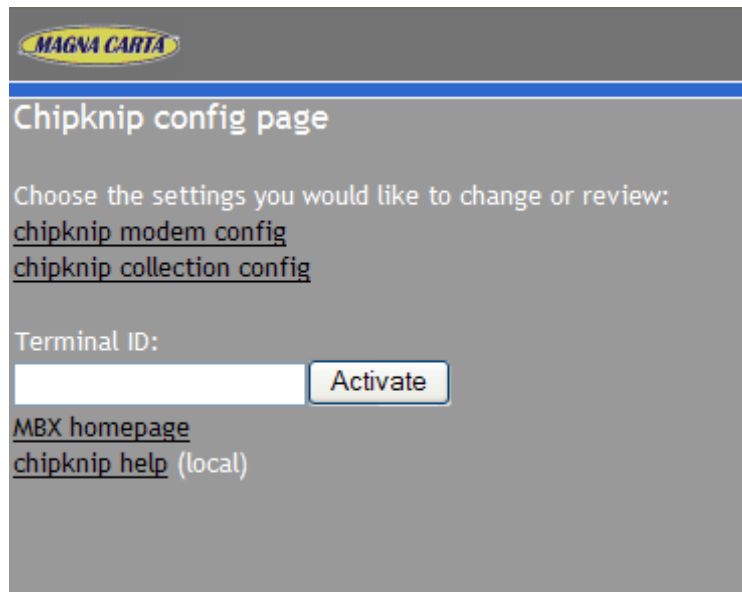 MAGNA CARTA
Chipknip config page
Choose the settings you would like to change or review:
chipknip modem config
chipknip collection config
Terminal ID:
Activate
MBX homepage
chipknip help (local)